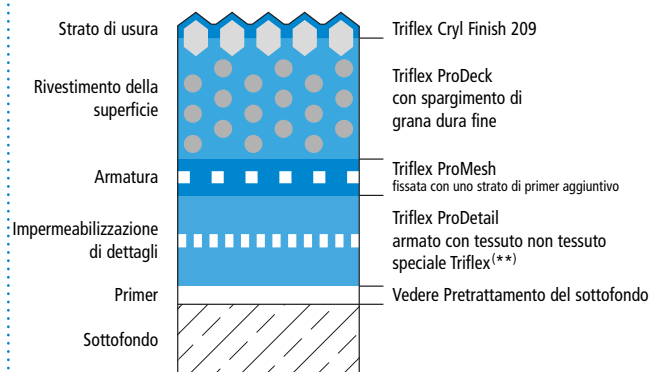 Strato di usura
Triflex Cryl Finish 209
Rivestimento della
superficie
Triflex ProDeck
con spargimento di
grana dura fine
Armatura
Triflex ProMesh
fissata con uno strato di primer aggiuntivo
Impermeabilizzazione
di dettagli
Triflex ProDetail
armato con tessuto non tessuto
speciale Triflex(**)
Primer
Vedere Pretrattamento del sottofondo
Sottofondo